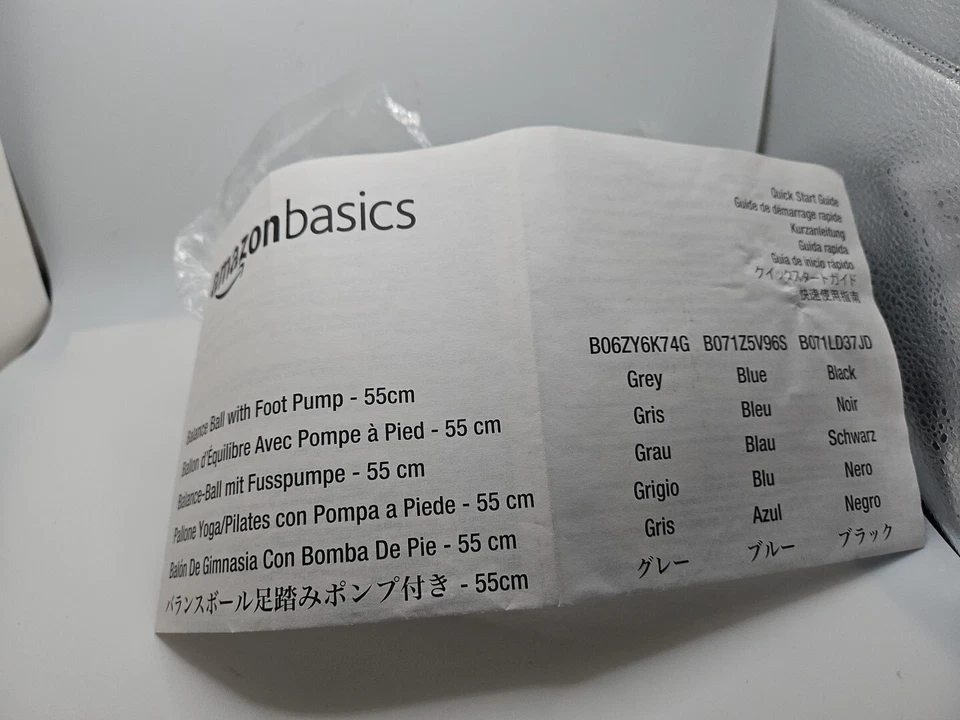 amazonbasics
Quick Start Guide
Guide de démarrage rapide
Kurzanleitung
Guida rapida
Guía de inicio rápido
クイックスタートガイド
快速使用指南
Balance Ball with Foot Pump - 55cm
Ballon d'Équilibre Avec Pompe à Pied - 55 cm
Balance-Ball mit Fusspumpe - 55 cm
Pallone Yoga/Pilates con Pompa a Piede - 55 cm
Balón De Gimnasia Con Bomba De Pie - 55 cm
バランスボール足踏みポンプ付き - 55cm
B06ZY6K74G B071Z5V96S B071LD37JD
Grey Blue Black
Gris Bleu Noir
Grau Blau Schwarz
Grigio Blu Nero
Gris Azul Negro
グレー ブルー ブラック